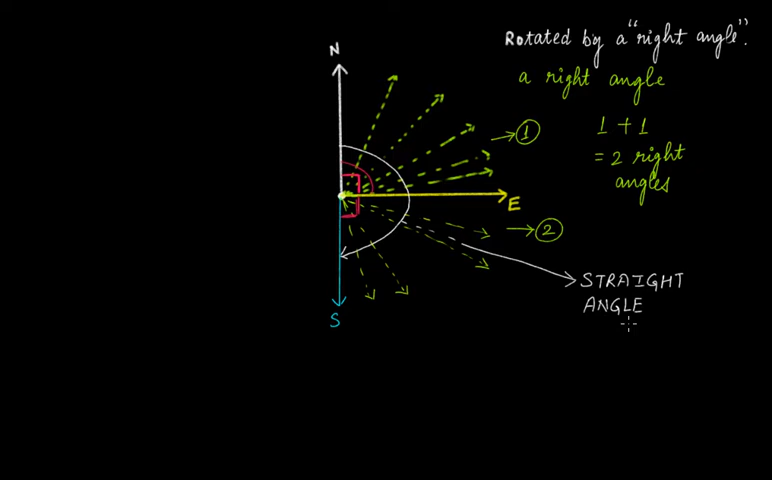 Rotated by a "right angle".
N
a right angle
1
1 + 1
= 2 right
angles
E
2
STRAIGHT
ANGLE
S